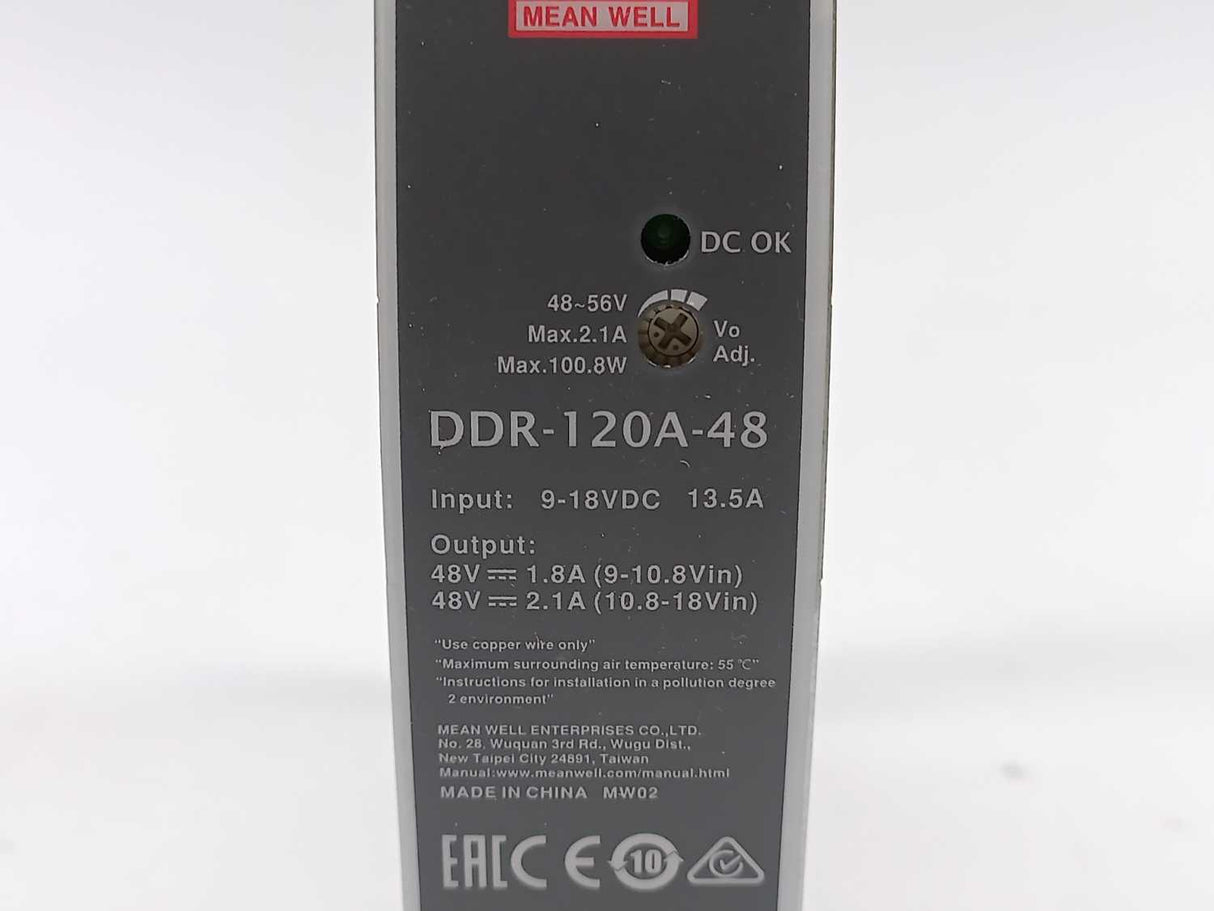 MEAN WELL
DC OK
48~56V
Max.2.1A
Max.100.8W
Vo
Adj.
DDR-120A-48
Input: 9-18VDC 13.5A
Output:
48V⎓1.8A (9-10.8Vin)
48V⎓2.1A (10.8-18Vin)
"Use copper wire only"
"Maximum surrounding air temperature: 55 ℃"
"Instructions for installation in a pollution degree
2 environment"
MEAN WELL ENTERPRISES CO.,LTD.
No. 28, Wuquan 3rd Rd., Wugu Dist.,
New Taipei City 24891, Taiwan
Manual:www.meanwell.com/manual.html
MADE IN CHINA MW02
EAC CE 10